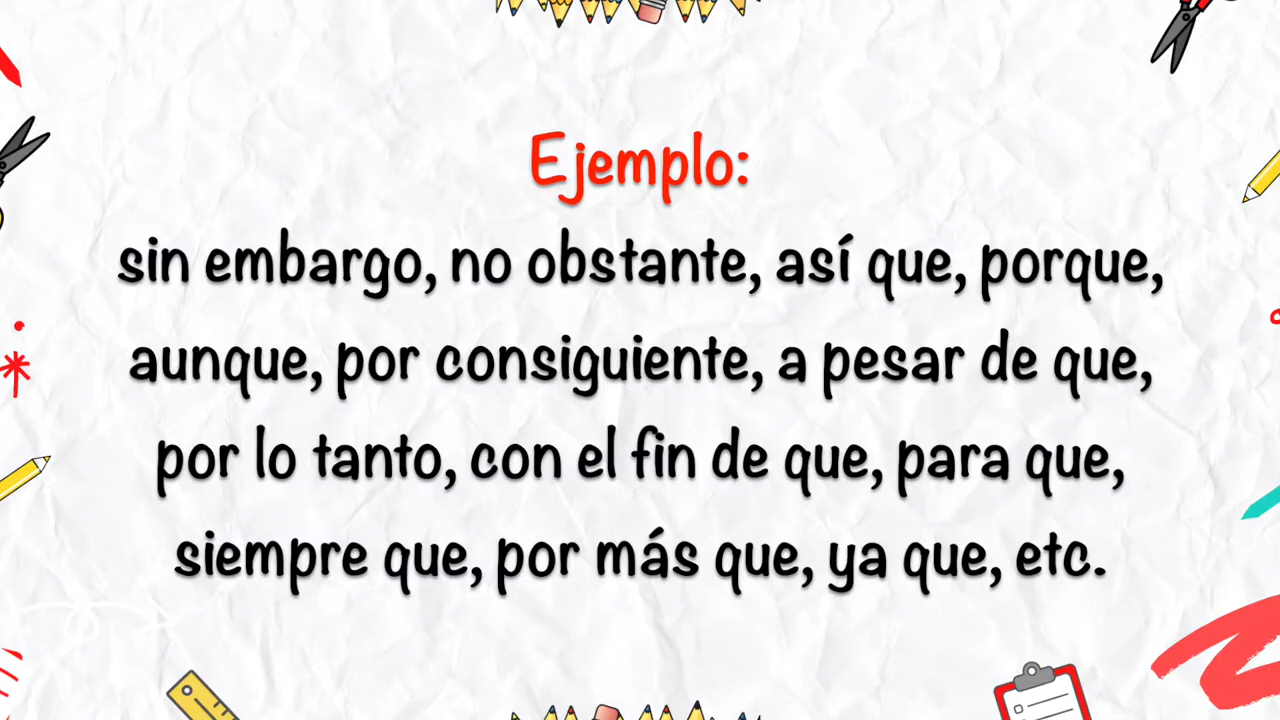 Ejemplo:
sin embargo, no obstante, así que, porque,
aunque, por consiguiente, a pesar de que,
por lo tanto, con el fin de que, para que,
siempre que, por más que, ya que, etc.